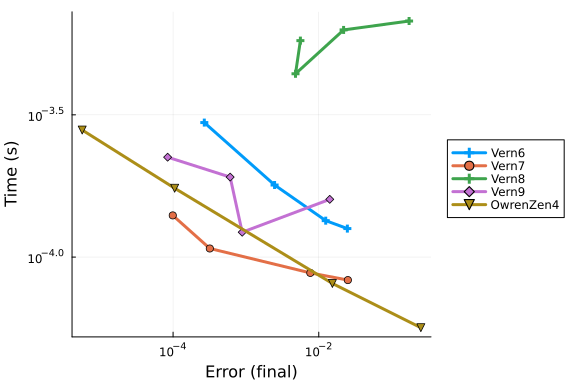 Time (s)
10^−3.5
10^−4.0
10^−4
10^−2
Error (final)
Vern6
Vern7
Vern8
Vern9
OwrenZen4